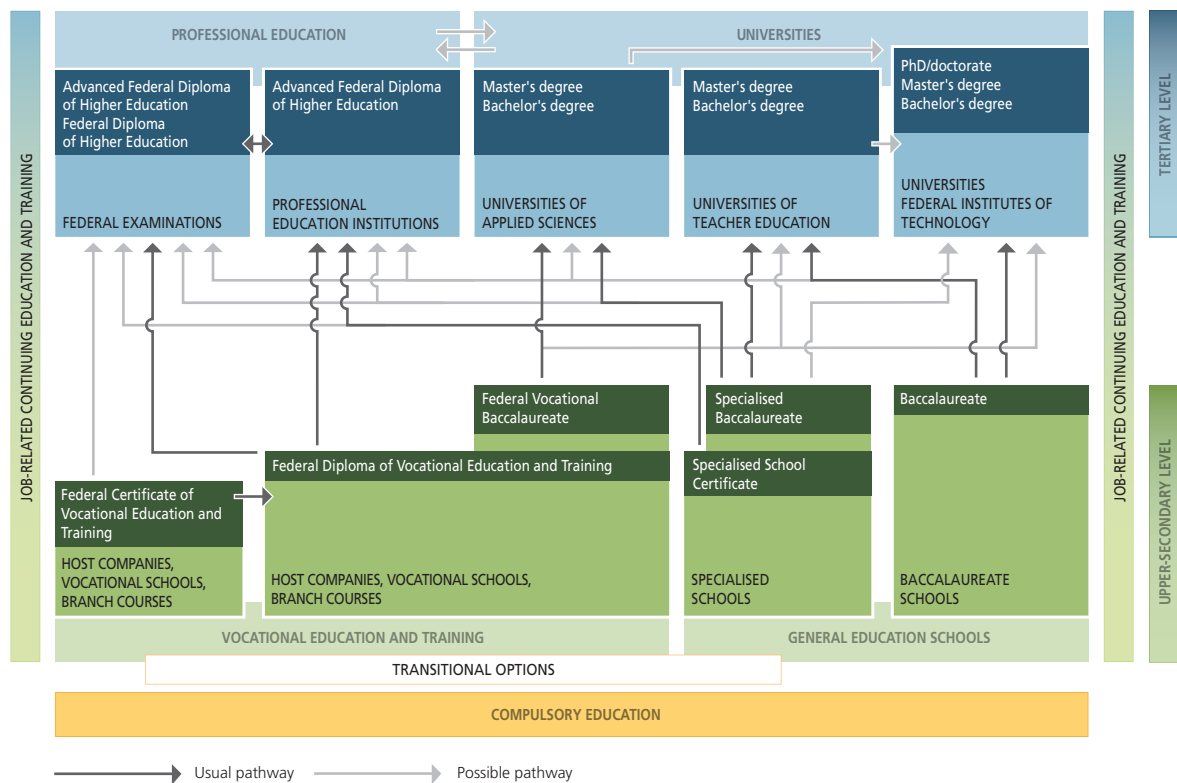 JOB-RELATED CONTINUING EDUCATION AND TRAINING
PROFESSIONAL EDUCATION
UNIVERSITIES
Advanced Federal Diploma
of Higher Education
Federal Diploma
of Higher Education
FEDERAL EXAMINATIONS
Advanced Federal Diploma
of Higher Education
PROFESSIONAL
EDUCATION INSTITUTIONS
Master's degree
Bachelor's degree
UNIVERSITIES OF
APPLIED SCIENCES
Master's degree
Bachelor's degree
UNIVERSITIES OF
TEACHER EDUCATION
PhD/doctorate
Master's degree
Bachelor's degree
UNIVERSITIES
FEDERAL INSTITUTES OF
TECHNOLOGY
JOB-RELATED CONTINUING EDUCATION AND TRAINING
TERTIARY LEVEL
Federal Vocational
Baccalaureate
Specialised
Baccalaureate
Baccalaureate
Federal Diploma of Vocational Education and Training
Specialised School
Certificate
Federal Certificate of
Vocational Education and
Training
HOST COMPANIES,
VOCATIONAL SCHOOLS,
BRANCH COURSES
HOST COMPANIES, VOCATIONAL SCHOOLS,
BRANCH COURSES
SPECIALISED
SCHOOLS
BACCALAUREATE
SCHOOLS
UPPER-SECONDARY LEVEL
VOCATIONAL EDUCATION AND TRAINING
GENERAL EDUCATION SCHOOLS
TRANSITIONAL OPTIONS
COMPULSORY EDUCATION
Usual pathway
Possible pathway